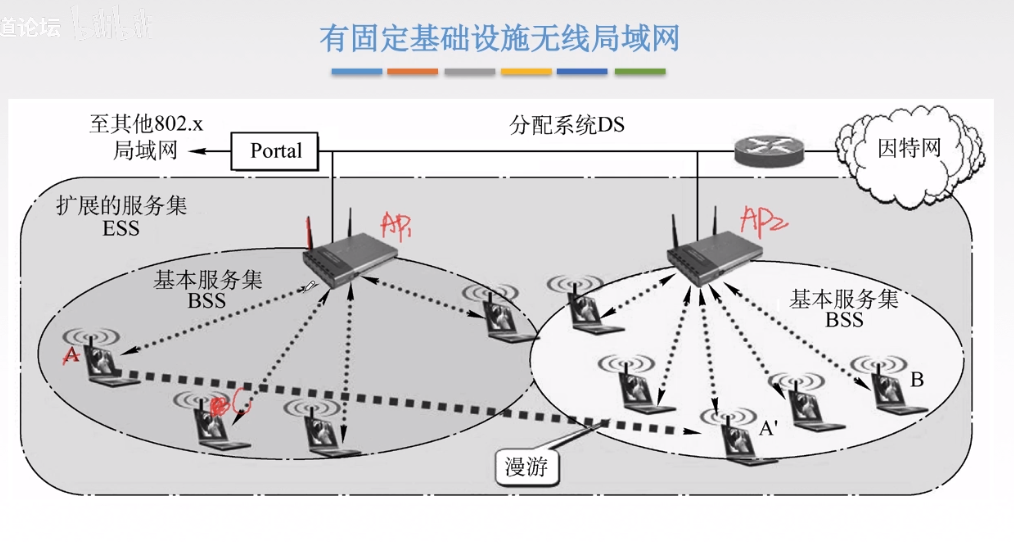 道论坛
有固定基础设施无线局域网
至其他802.x
局域网
Portal
分配系统DS
因特网
扩展的服务集
ESS
AP1
AP2
基本服务集
BSS
基本服务集
BSS
A
C
B
A'
漫游